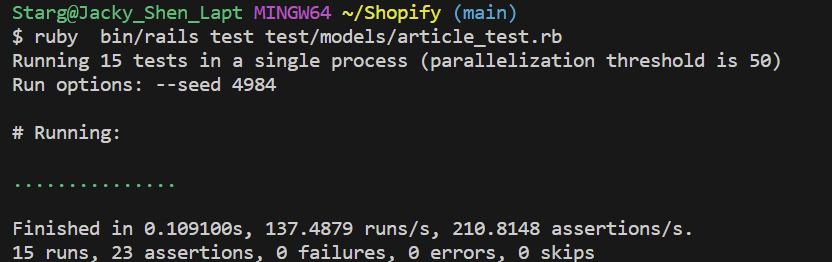 Starg@Jacky_Shen_Lapt MINGW64 ~/Shopify (main)
$ ruby  bin/rails test test/models/article_test.rb
Running 15 tests in a single process (parallelization threshold is 50)
Run options: --seed 4984
# Running:
...............
Finished in 0.109100s, 137.4879 runs/s, 210.8148 assertions/s.
15 runs, 23 assertions, 0 failures, 0 errors, 0 skips